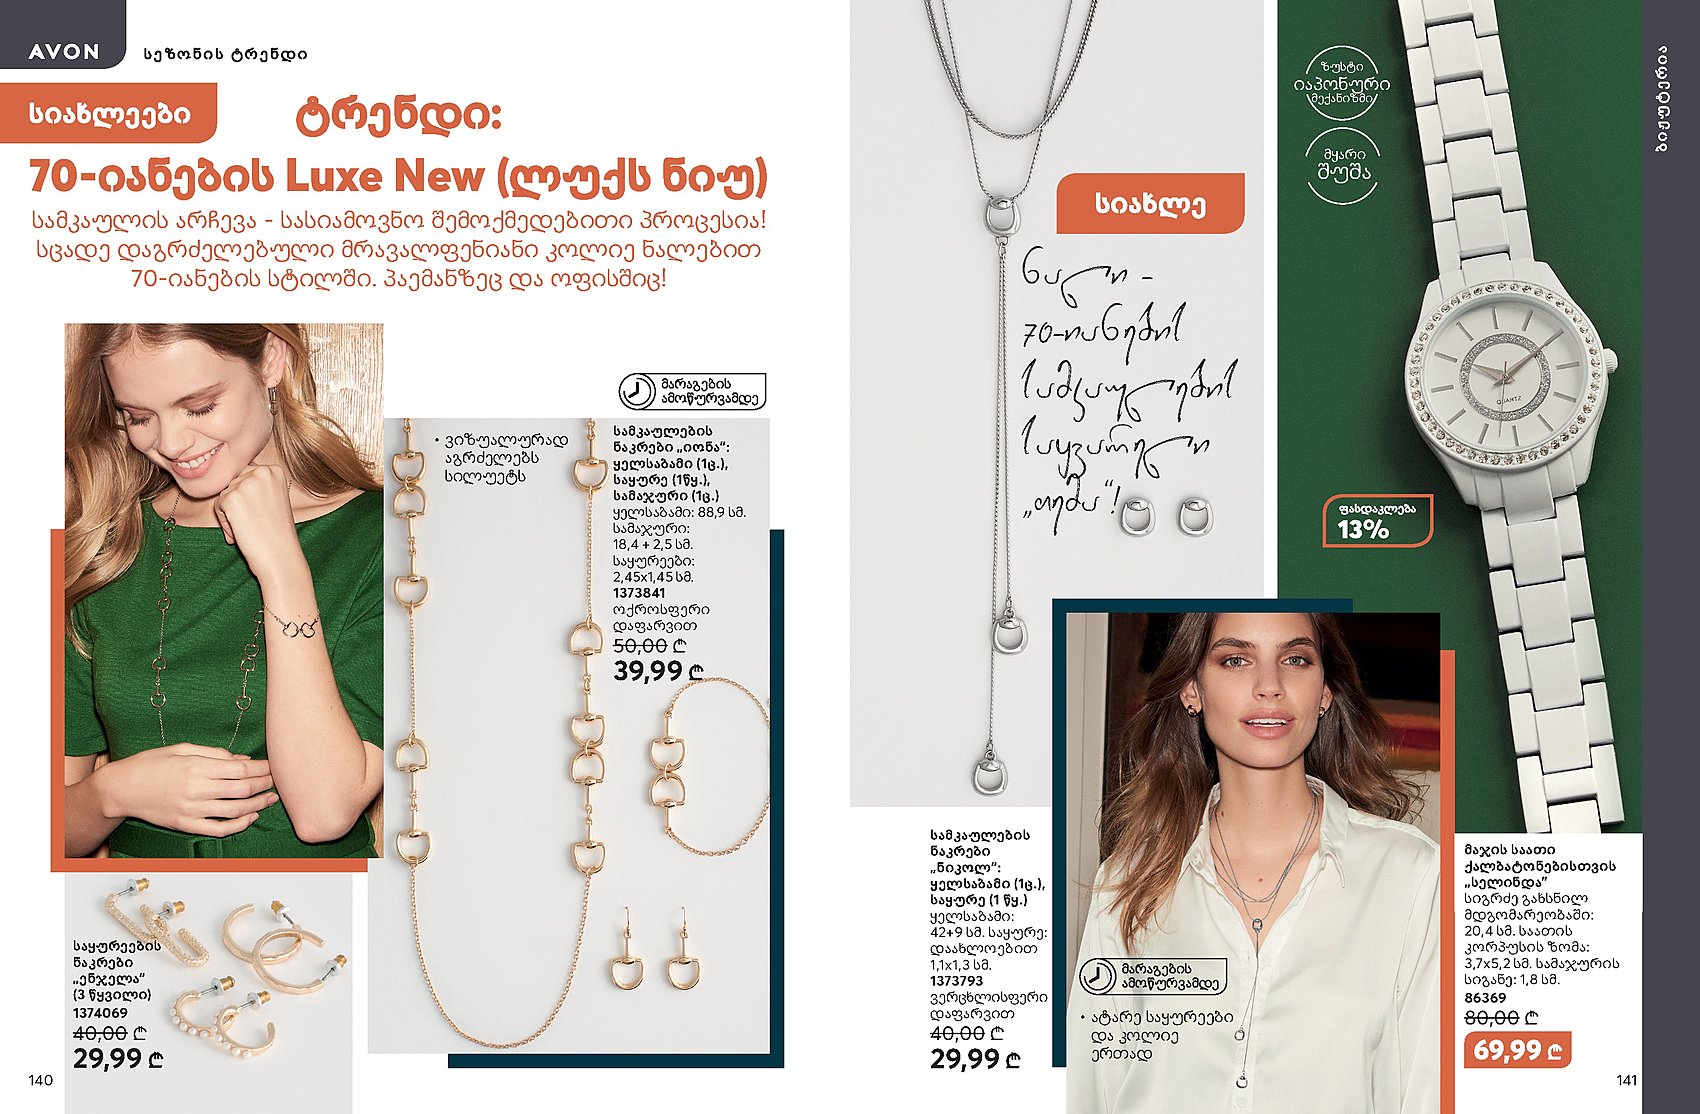 AVON
სეზონის ტრენდი
სიახლეები
ტრენდი:
70-იანების Luxe New (ლუქს ნიუ)
სამკაულის არჩევა - სასიამოვნო შემოქმედებითი პროცესია!
სცადე დაგრძელებული მრავალფენიანი კოლიე ნალებით
70-იანების სტილში. პაემანზეც და ოფისშიც!
მარაგების
ამოწურვამდე
• ვიზუალურად
აგრძელებს
სილუეტს
სამკაულების
ნაკრები „იონა“:
ყელსაბამი (1ც.),
საყურე (1წყ.),
სამაჯური (1ც.)
ყელსაბამი: 88,9 სმ.
სამაჯური:
18,4 + 2,5 სმ.
საყურეები:
2,45x1,45 სმ.
1373841
ოქროსფერი
დაფარვით
50,00 ₾
39,99 ₾
საყურეების
ნაკრები
„ენჯელა“
(3 წყვილი)
1374069
40,00 ₾
29,99 ₾
140
სიახლე
ნალი -
70-იანების
სამკაულების
საყვარელი
„თემა“!
სამკაულების
ნაკრები
„ნიკოლ“:
ყელსაბამი (1ც.),
საყურე (1 წყ.)
ყელსაბამი:
42+9 სმ. საყურე:
დაახლოებით
1,1x1,3 სმ.
1373793
ვერცხლისფერი
დაფარვით
40,00 ₾
29,99 ₾
მარაგების
ამოწურვამდე
• ატარე საყურეები
და კოლიე
ერთად
ზუსტი
იაპონური
მექანიზმი
მყარი
შუშა
QUARTZ
ფასდაკლება
13%
მაჯის საათი
ქალბატონებისთვის
„სელინდა“
სიგრძე გახსნილ
მდგომარეობაში:
20,4 სმ. საათის
კორპუსის ზომა:
3,7x5,2 სმ. სამაჯურის
სიგანე: 1,8 სმ.
86369
80,00 ₾
69,99 ₾
ბიჟუტერია
141